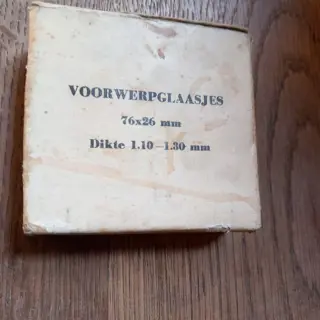 VOORWERPGLAASJES
76x26 mm
Dikte 1.10-1.30 mm